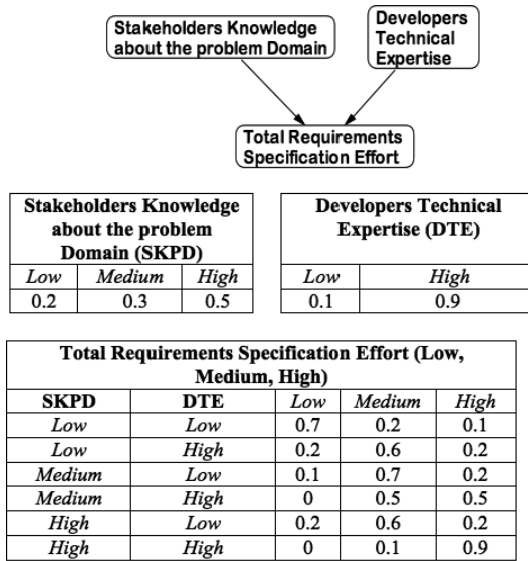 Stakeholders Knowledge
about the problem Domain
Developers
Technical
Expertise
Total Requirements
Specification Effort
Stakeholders Knowledge
about the problem
Domain (SKPD)
Low Medium High
0.2 0.3 0.5
Developers Technical
Expertise (DTE)
Low High
0.1 0.9
Total Requirements Specification Effort (Low,
Medium, High)
SKPD DTE Low Medium High
Low Low 0.7 0.2 0.1
Low High 0.2 0.6 0.2
Medium Low 0.1 0.7 0.2
Medium High 0 0.5 0.5
High Low 0.2 0.6 0.2
High High 0 0.1 0.9